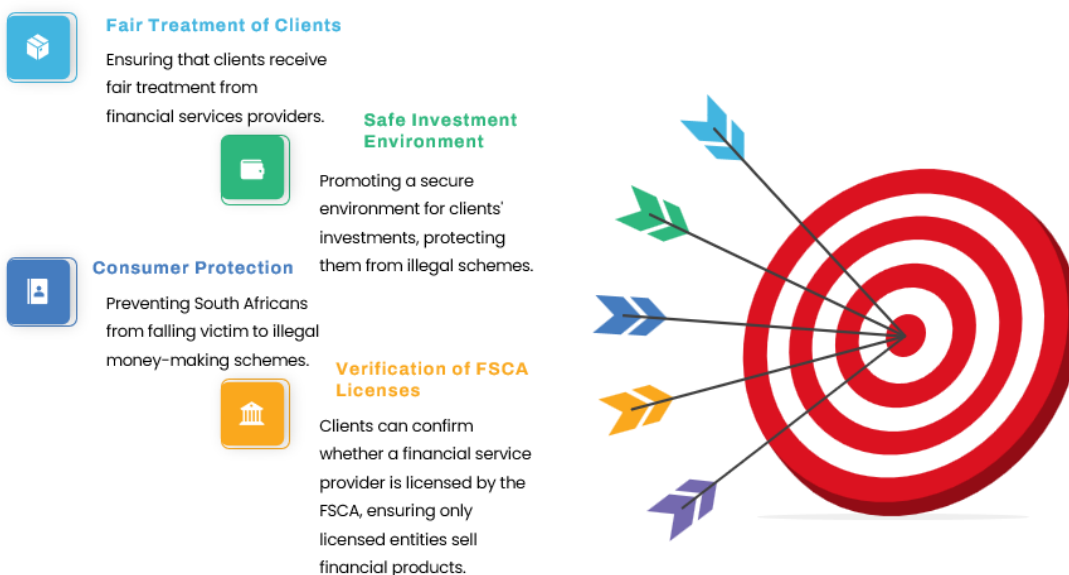 Fair Treatment of Clients
Ensuring that clients receive
fair treatment from
financial services providers.
Safe Investment
Environment
Promoting a secure
environment for clients'
investments, protecting
them from illegal schemes.
Consumer Protection
Preventing South Africans
from falling victim to illegal
money-making schemes.
Verification of FSCA
Licenses
Clients can confirm
whether a financial service
provider is licensed by the
FSCA, ensuring only
licensed entities sell
financial products.